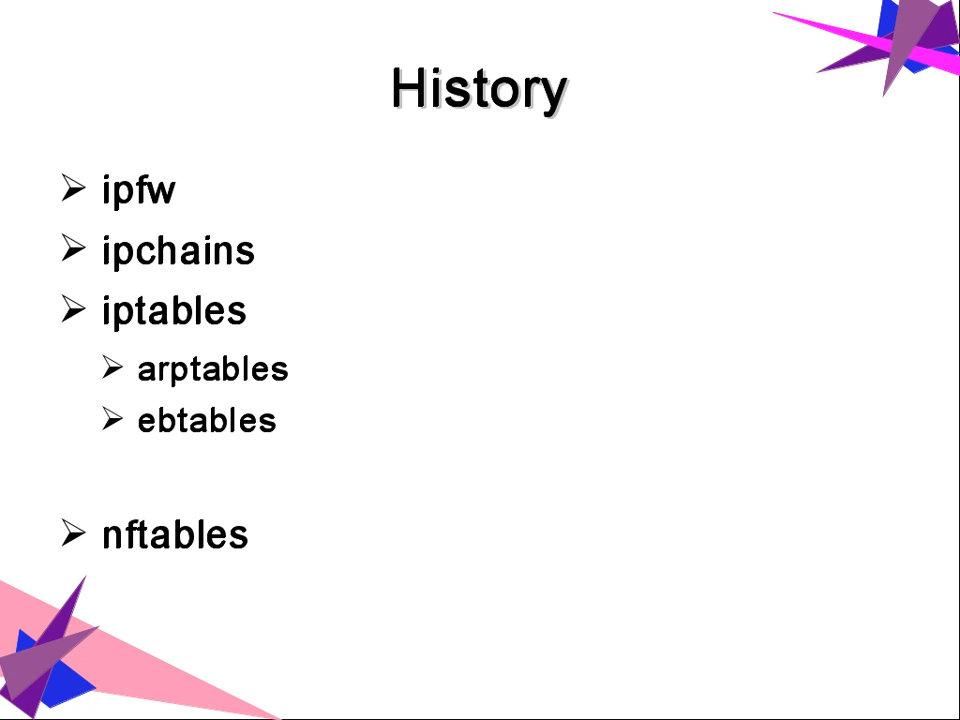 History
ipfw
ipchains
iptables
arptables
ebtables
nftables